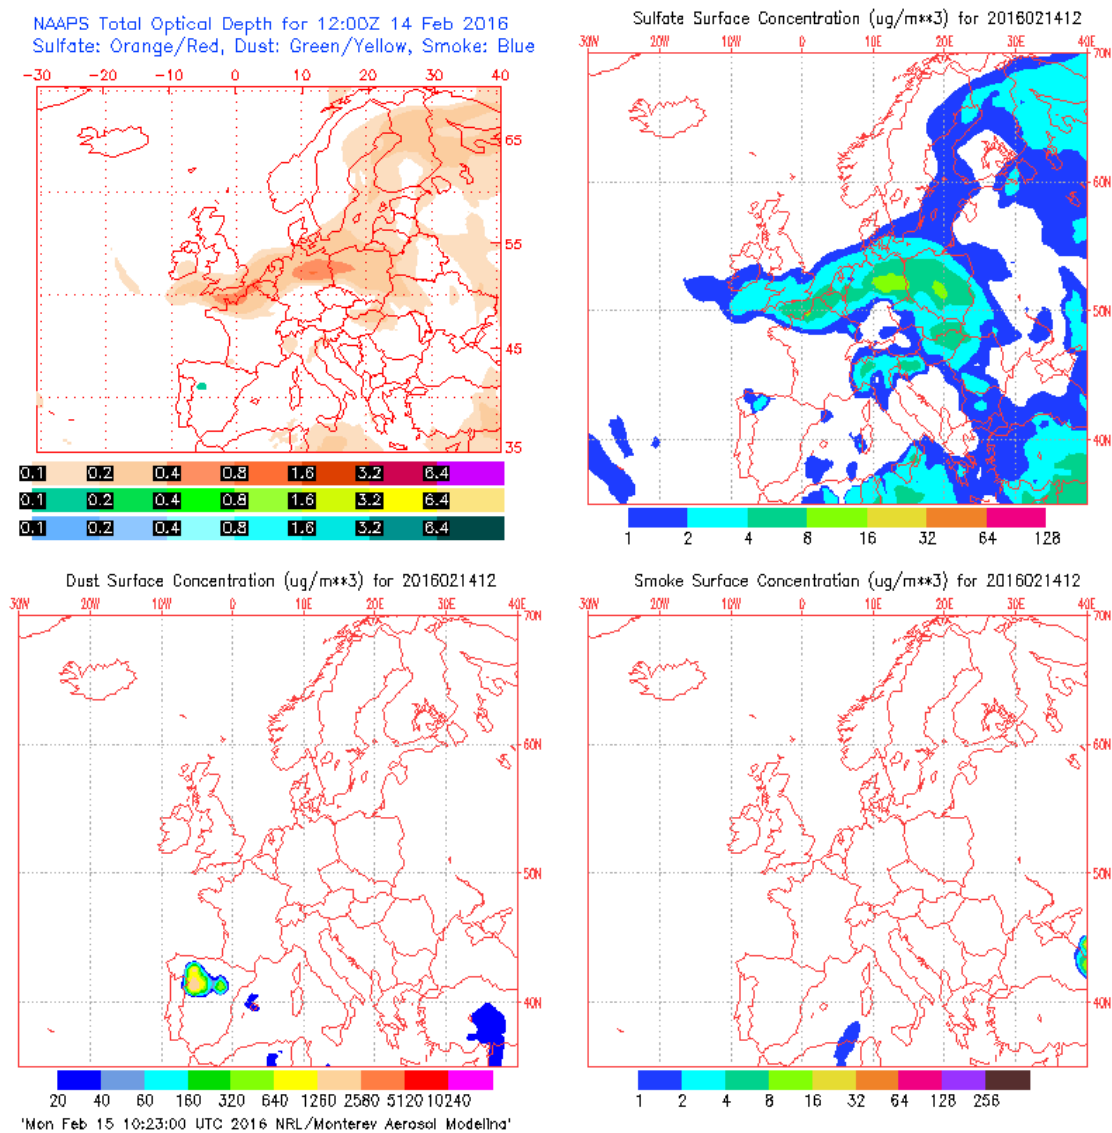 NAAPS Total Optical Depth for 12:00Z 14 Feb 2016
Sulfate: Orange/Red, Dust: Green/Yellow, Smoke: Blue
-30 -20 -10 0 10 20 30 40
65
55
45
35
0.1 0.2 0.4 0.8 1.6 3.2 6.4
0.1 0.2 0.4 0.8 1.6 3.2 6.4
0.1 0.2 0.4 0.8 1.6 3.2 6.4
Sulfate Surface Concentration (ug/m**3) for 2016021412
30W 20W 10W 0 10E 20E 30E 40E
70N
60N
50N
40N
1 2 4 8 16 32 64 128
Dust Surface Concentration (ug/m**3) for 2016021412
30W 20W 10W 0 10E 20E 30E 40E
70N
60N
50N
40N
20 40 60 160 320 640 1260 2580 5120 10240
'Mon Feb 15 10:23:00 UTC 2016 NRL/Monterey Aerosol Modeling'
Smoke Surface Concentration (ug/m**3) for 2016021412
30W 20W 10W 0 10E 20E 30E 40E
70N
60N
50N
40N
1 2 4 8 16 32 64 128 256